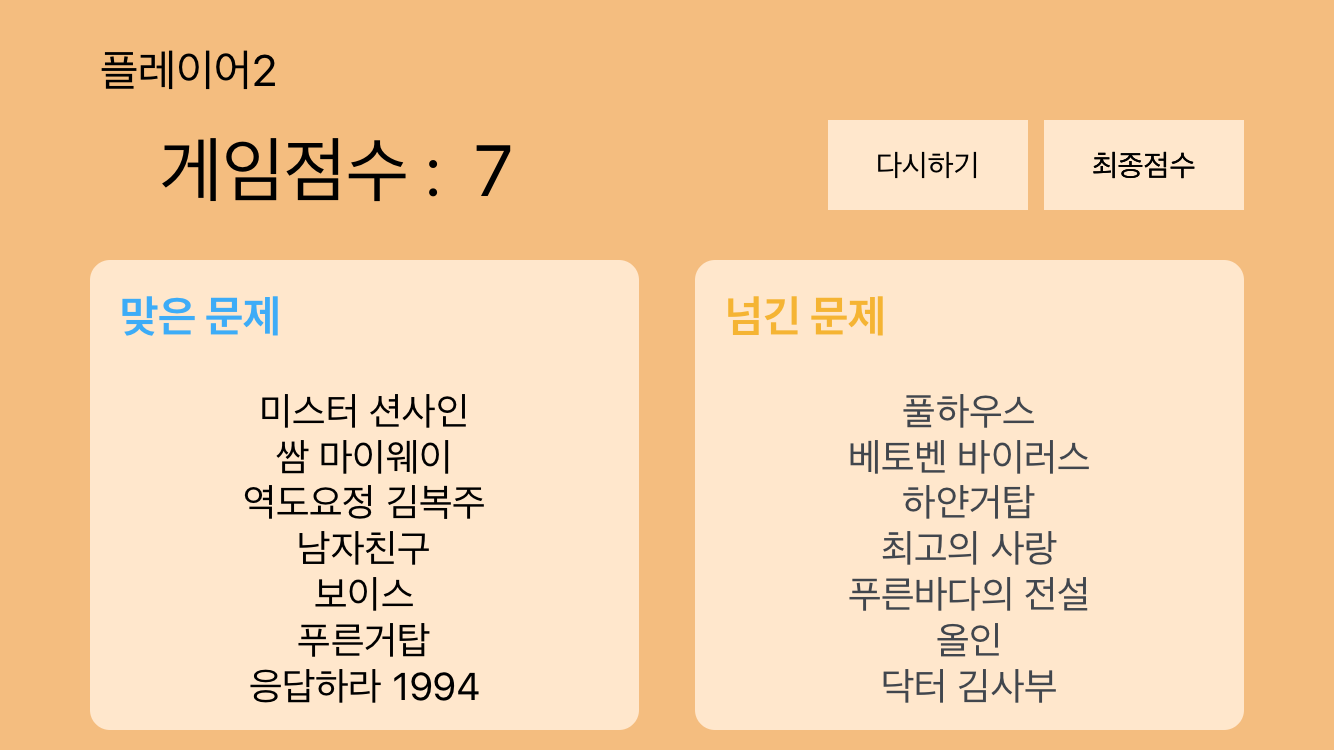 플레이어2
게임점수 : 7
다시하기
최종점수
맞은 문제
미스터 션사인
쌈 마이웨이
역도요정 김복주
남자친구
보이스
푸른거탑
응답하라 1994
넘긴 문제
풀하우스
베토벤 바이러스
하얀거탑
최고의 사랑
푸른바다의 전설
올인
닥터 김사부